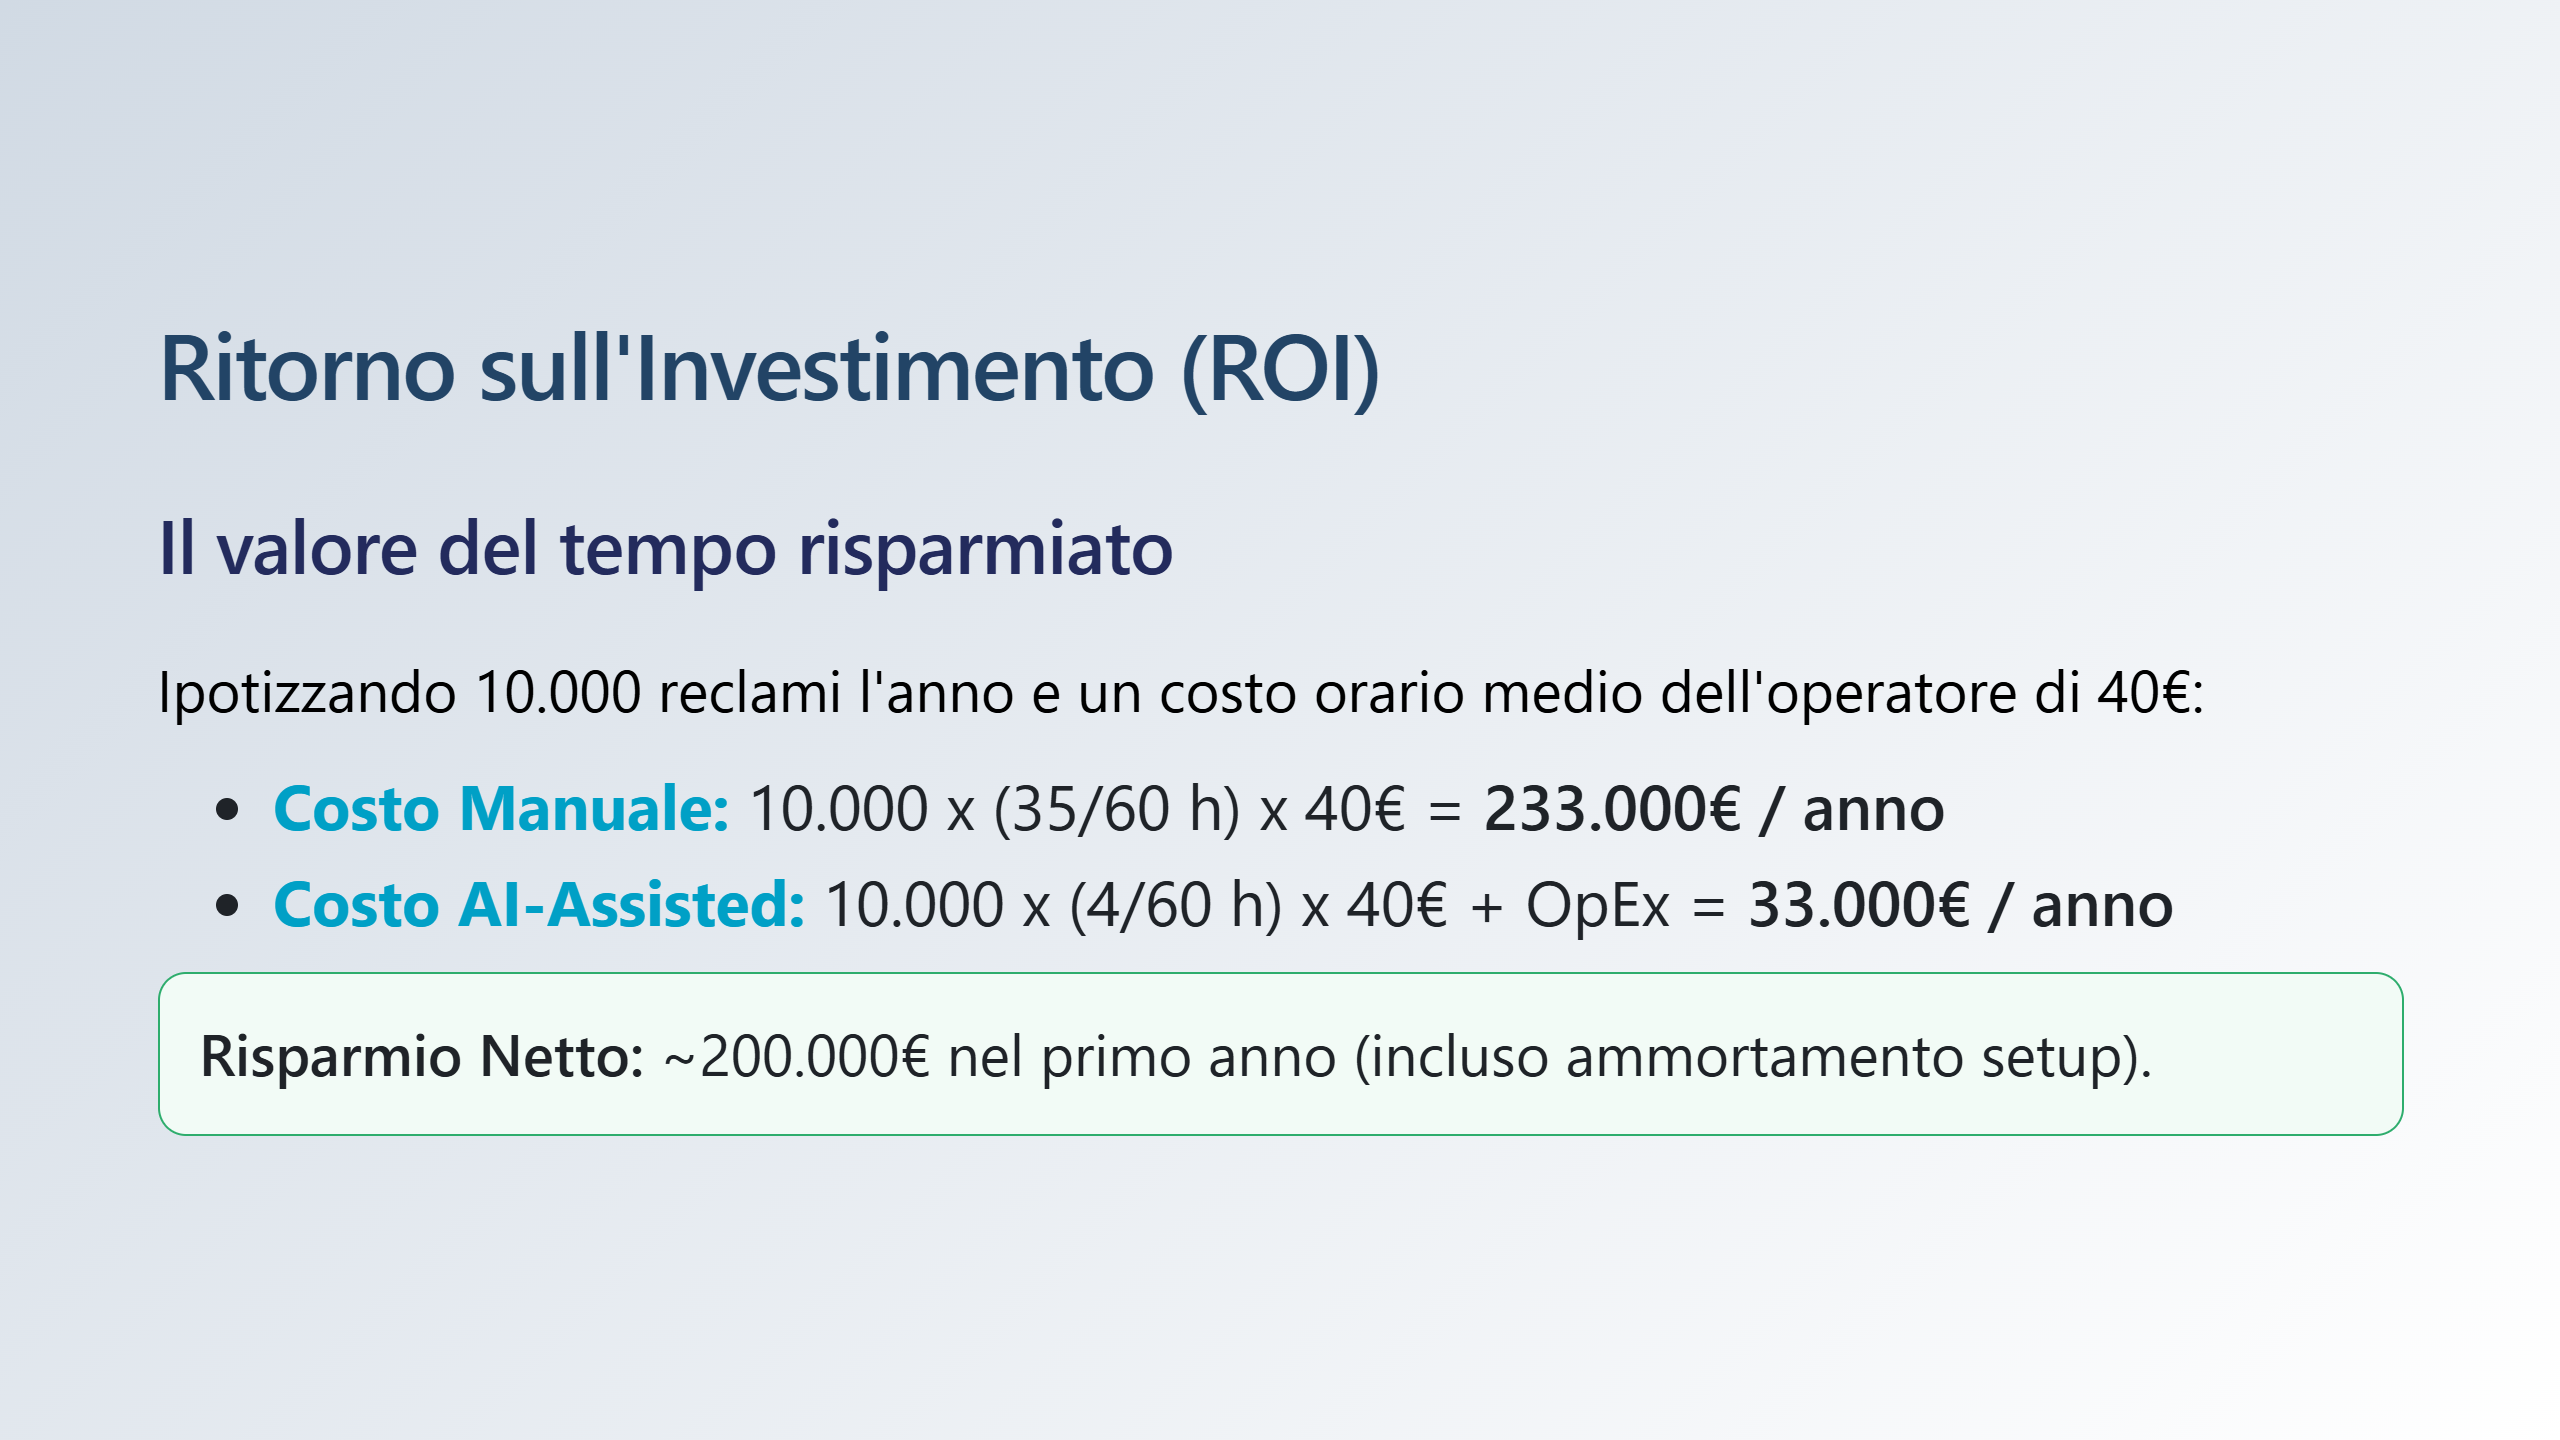 Ritorno sull'Investimento (ROI)
Il valore del tempo risparmiato
Ipotizzando 10.000 reclami l'anno e un costo orario medio dell'operatore di 40€:
• Costo Manuale: 10.000 x (35/60 h) x 40€ = 233.000€ / anno
• Costo AI-Assisted: 10.000 x (4/60 h) x 40€ + OpEx = 33.000€ / anno
Risparmio Netto: ~200.000€ nel primo anno (incluso ammortamento setup).